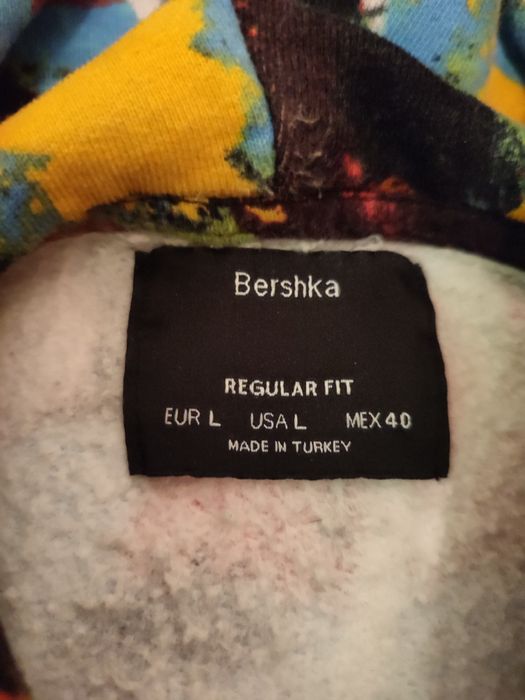 Bershka
REGULAR FIT
EUR L USA L MEX 40
MADE IN TURKEY